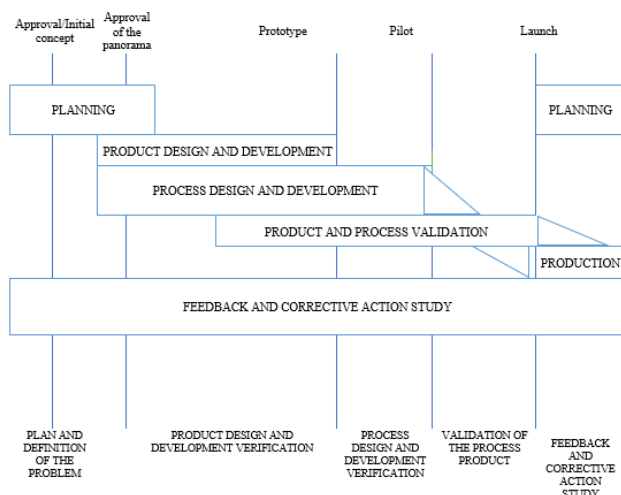 Approval/Initial
concept
Approval
of the
panorama
Prototype
Pilot
Launch
PLANNING
PLANNING
PRODUCT DESIGN AND DEVELOPMENT
PROCESS DESIGN AND DEVELOPMENT
PRODUCT AND PROCESS VALIDATION
PRODUCTION
FEEDBACK AND CORRECTIVE ACTION STUDY
PLAN AND
DEFINITION
OF THE
PROBLEM
PRODUCT DESIGN AND
DEVELOPMENT VERIFICATION
PROCESS
DESIGN AND
DEVELOPMENT
VERIFICATION
VALIDATION OF
THE PROCESS
PRODUCT
FEEDBACK
AND
CORRECTIVE
ACTION
STUDY